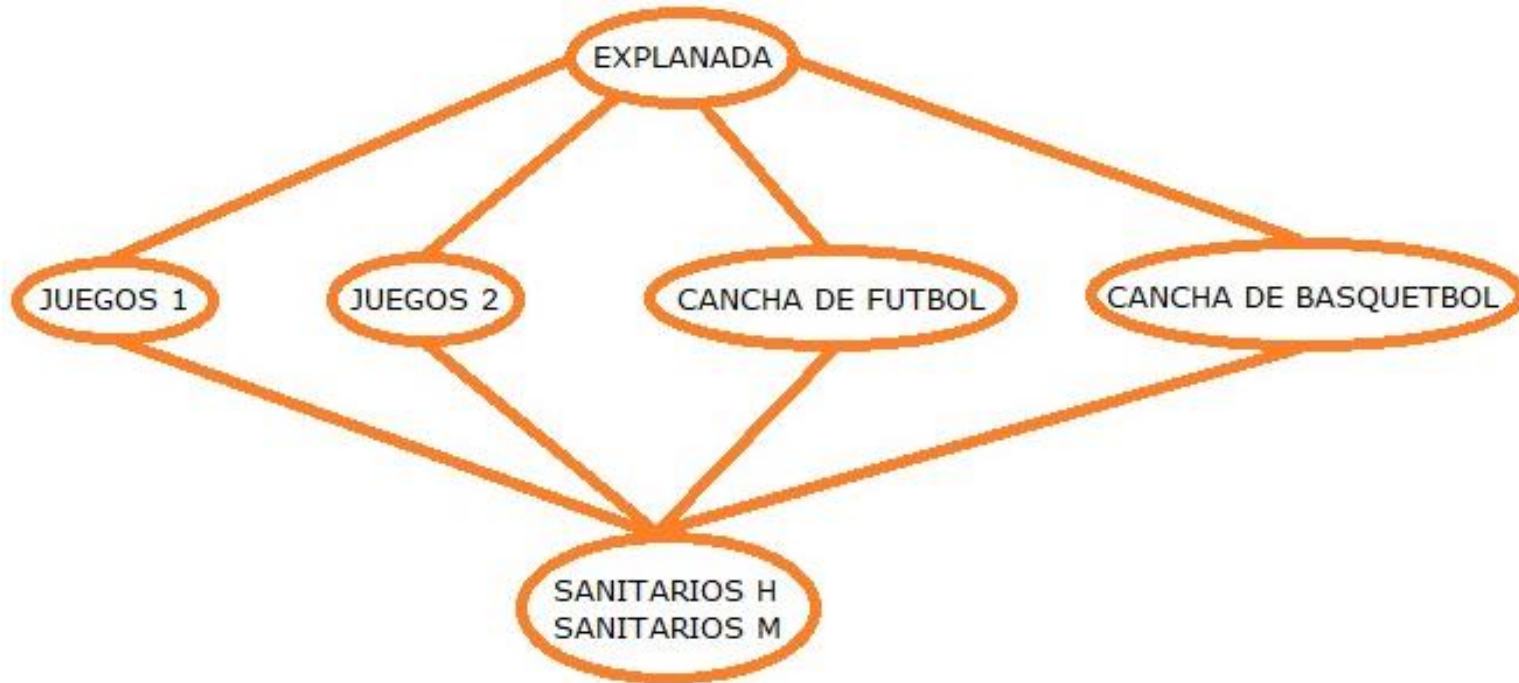 EXPLANADA
JUEGOS 1
JUEGOS 2
CANCHA DE FUTBOL
CANCHA DE BASQUETBOL
SANITARIOS H
SANITARIOS M